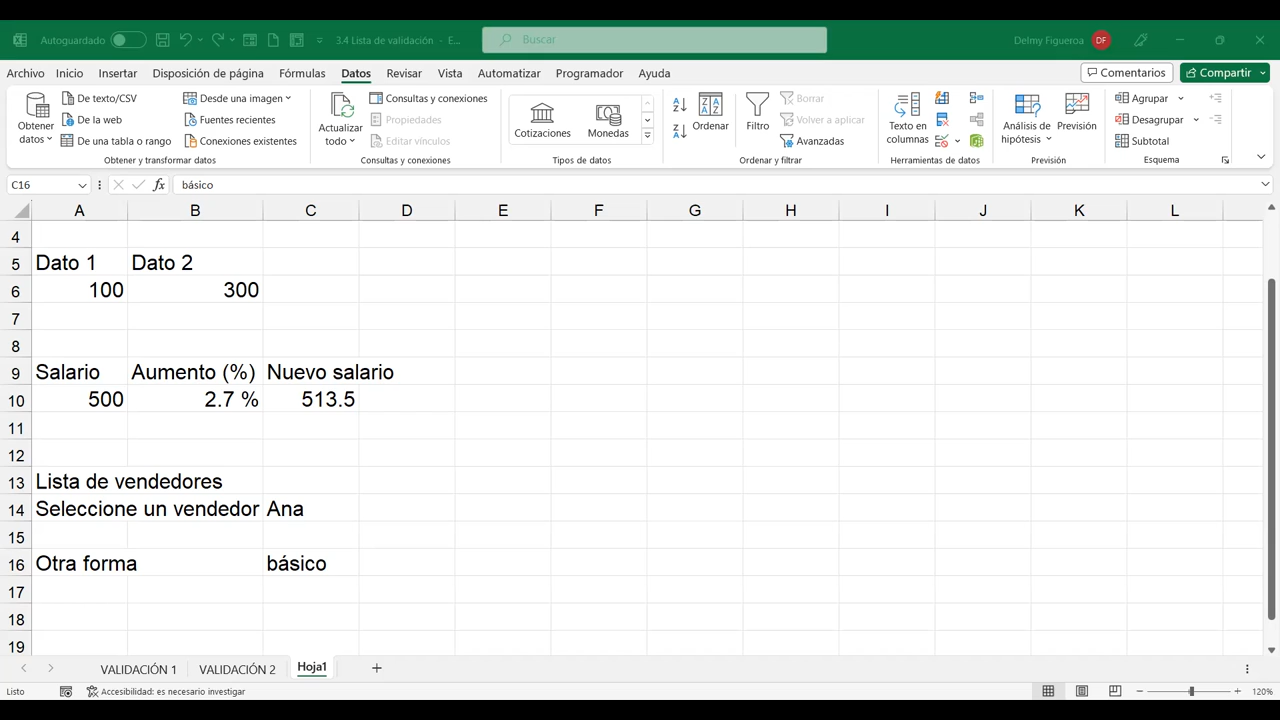 Autoguardado
3.4 Lista de validación - E...
Buscar
Delmy Figueroa
DF
Archivo Inicio Insertar Disposición de página Fórmulas Datos Revisar Vista Automatizar Programador Ayuda
Comentarios
Compartir
Obtener datos
De texto/CSV
De la web
De una tabla o rango
Desde una imagen
Fuentes recientes
Conexiones existentes
Obtener y transformar datos
Actualizar todo
Consultas y conexiones
Propiedades
Editar vínculos
Consultas y conexiones
Cotizaciones
Monedas
Tipos de datos
Ordenar
Filtro
Borrar
Volver a aplicar
Avanzadas
Ordenar y filtrar
Texto en columnas
Herramientas de datos
Análisis de hipótesis
Previsión
Previsión
Agrupar
Desagrupar
Subtotal
Esquema
C16
fx
básico
A B C D E F G H I J K L
4
5 Dato 1 Dato 2
6 100 300
7
8
9 Salario Aumento (%) Nuevo salario
10 500 2.7 % 513.5
11
12
13 Lista de vendedores
14 Seleccione un vendedor Ana
15
16 Otra forma básico
17
18
19
VALIDACIÓN 1 VALIDACIÓN 2 Hoja1
Listo
Accesibilidad: es necesario investigar
120%